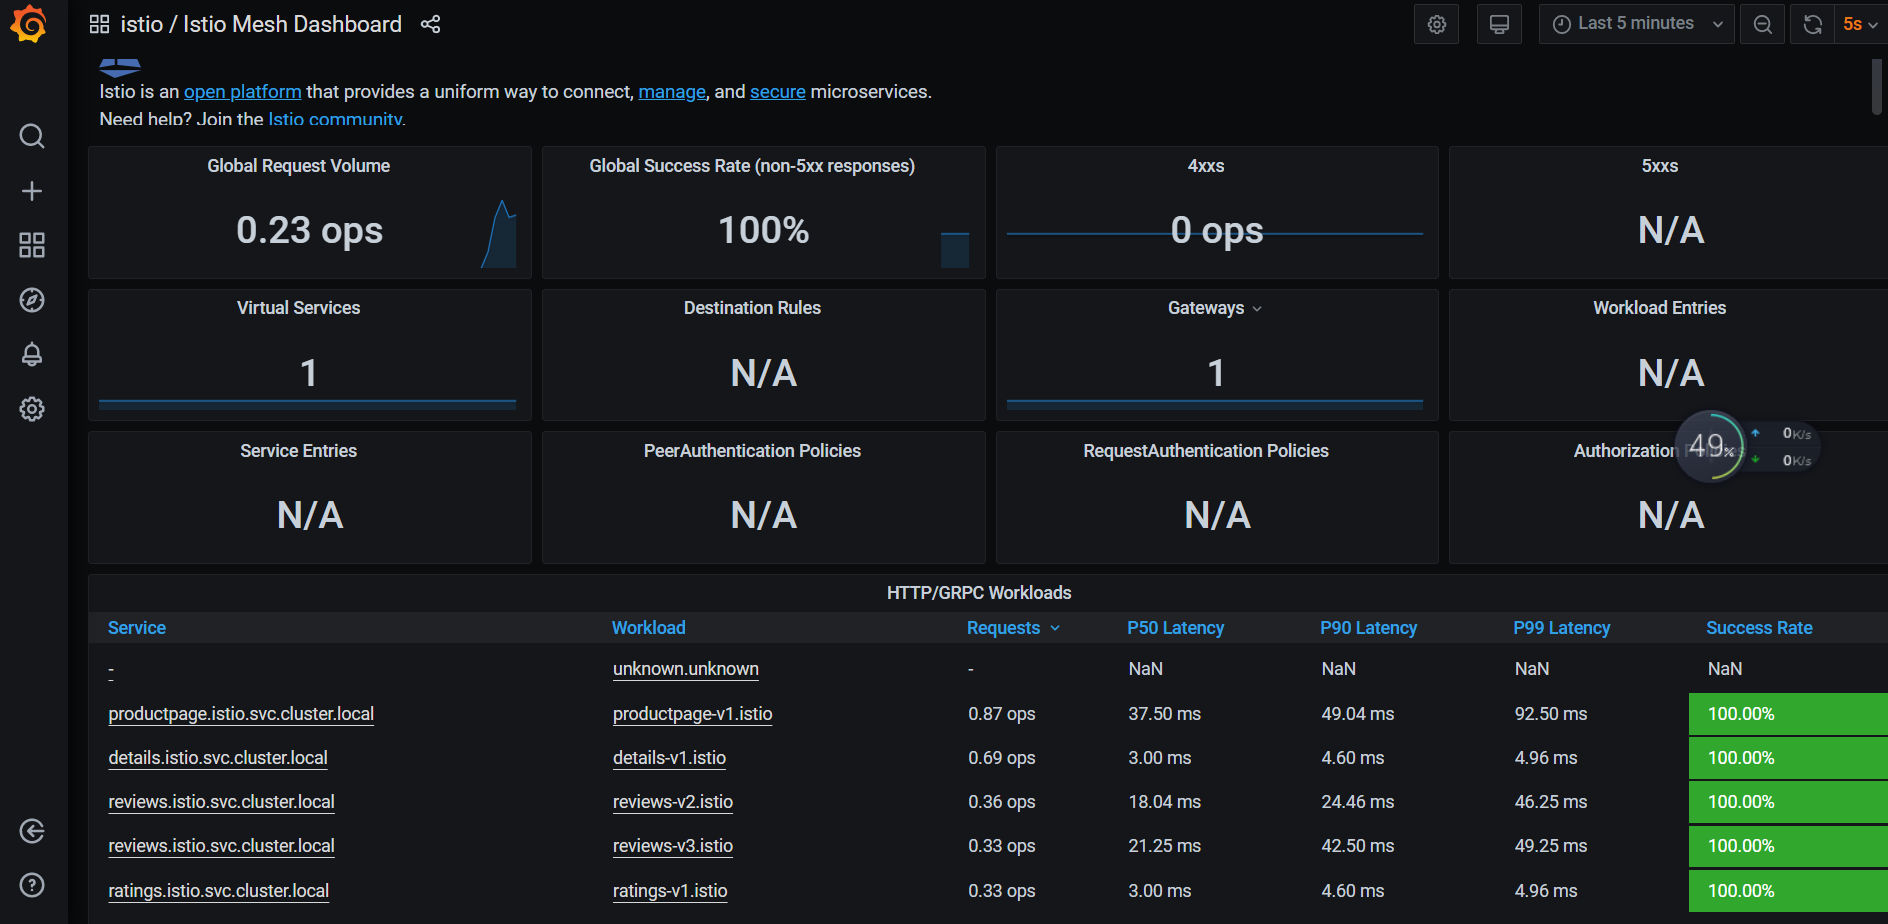 istio / Istio Mesh Dashboard
Last 5 minutes
5s
Istio is an open platform that provides a uniform way to connect, manage, and secure microservices.
Need help? Join the Istio community.
Global Request Volume
Global Success Rate (non-5xx responses)
4xxs
5xxs
0.23 ops
100%
0 ops
N/A
Virtual Services
Destination Rules
Gateways
Workload Entries
1
N/A
1
N/A
Service Entries
PeerAuthentication Policies
RequestAuthentication Policies
Authorization
49%
0K/s
0K/s
N/A
N/A
N/A
N/A
HTTP/GRPC Workloads
Service Workload Requests P50 Latency P90 Latency P99 Latency Success Rate
- unknown.unknown - NaN NaN NaN NaN
productpage.istio.svc.cluster.local productpage-v1.istio 0.87 ops 37.50 ms 49.04 ms 92.50 ms 100.00%
details.istio.svc.cluster.local details-v1.istio 0.69 ops 3.00 ms 4.60 ms 4.96 ms 100.00%
reviews.istio.svc.cluster.local reviews-v2.istio 0.36 ops 18.04 ms 24.46 ms 46.25 ms 100.00%
reviews.istio.svc.cluster.local reviews-v3.istio 0.33 ops 21.25 ms 42.50 ms 49.25 ms 100.00%
ratings.istio.svc.cluster.local ratings-v1.istio 0.33 ops 3.00 ms 4.60 ms 4.96 ms 100.00%